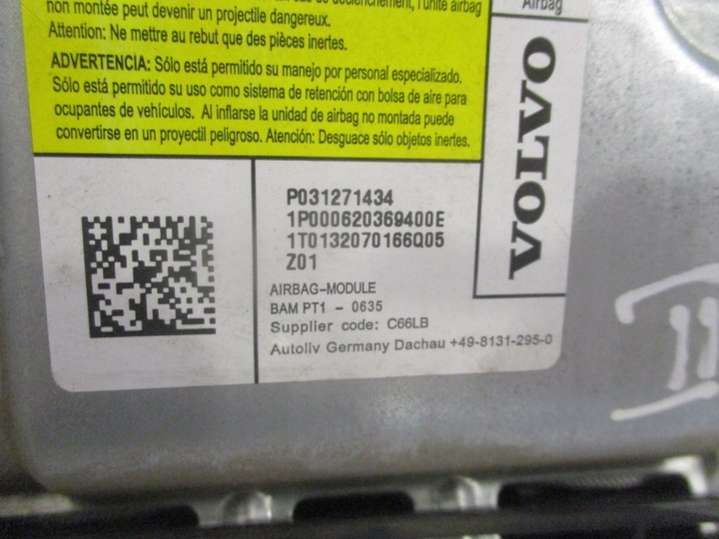 l'unité airbag
non montée peut devenir un projectile dangereux.
Attention: Ne mettre au rebut que des pièces inertes.
ADVERTENCIA: Sólo está permitido su manejo por personal especializado.
Sólo está permitido su uso como sistema de retención con bolsa de aire para
ocupantes de vehículos. Al inflarse la unidad de airbag no montada puede
convertirse en un proyectil peligroso. Atención: Desguace sólo objetos inertes.
Airbag
VOLVO
P031271434
1P000620369400E
1T0132070166Q05
Z01
AIRBAG-MODULE
BAM PT1 - 0635
Supplier code: C66LB
Autoliv Germany Dachau +49-8131-295-0